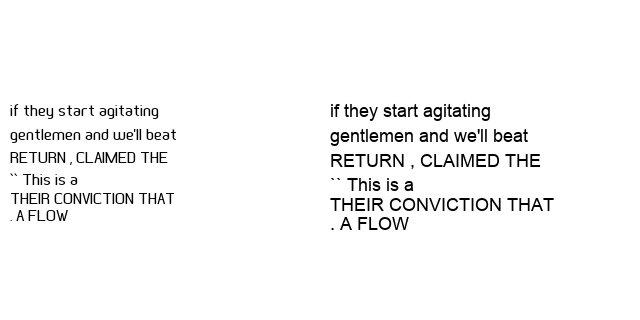 if they start agitating
gentlemen and we'll beat
RETURN , CLAIMED THE
`` This is a
THEIR CONVICTION THAT
. A FLOW
if they start agitating
gentlemen and we'll beat
RETURN , CLAIMED THE
`` This is a
THEIR CONVICTION THAT
. A FLOW